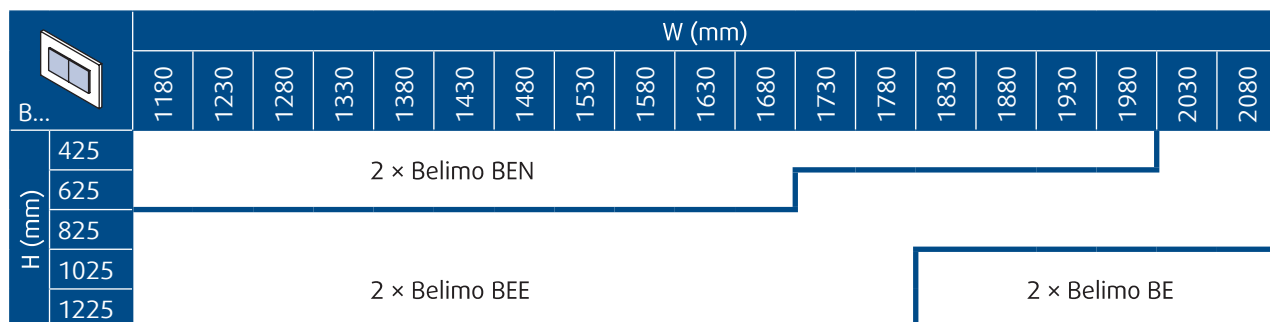 W (mm)
B...
1180 1230 1280 1330 1380 1430 1480 1530 1580 1630 1680 1730 1780 1830 1880 1930 1980 2030 2080
H (mm)
425
2 × Belimo BEN
625
825
1025
2 × Belimo BEE 2 × Belimo BE
1225